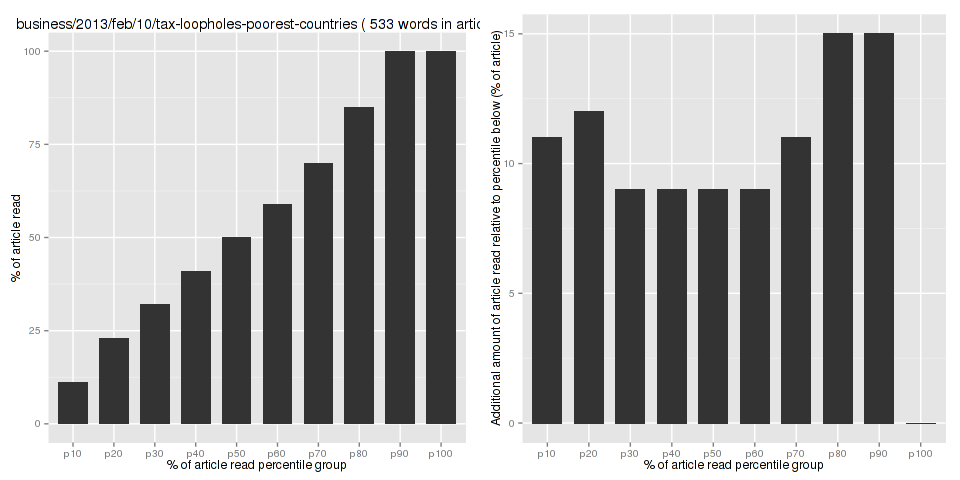 business/2013/feb/10/tax-loopholes-poorest-countries ( 533 words in artic
100
75
50
25
0
% of article read
p10 p20 p30 p40 p50 p60 p70 p80 p90 p100
% of article read percentile group
15
10
5
0
Additional amount of article read relative to percentile below (% of article)
p10 p20 p30 p40 p50 p60 p70 p80 p90 p100
% of article read percentile group